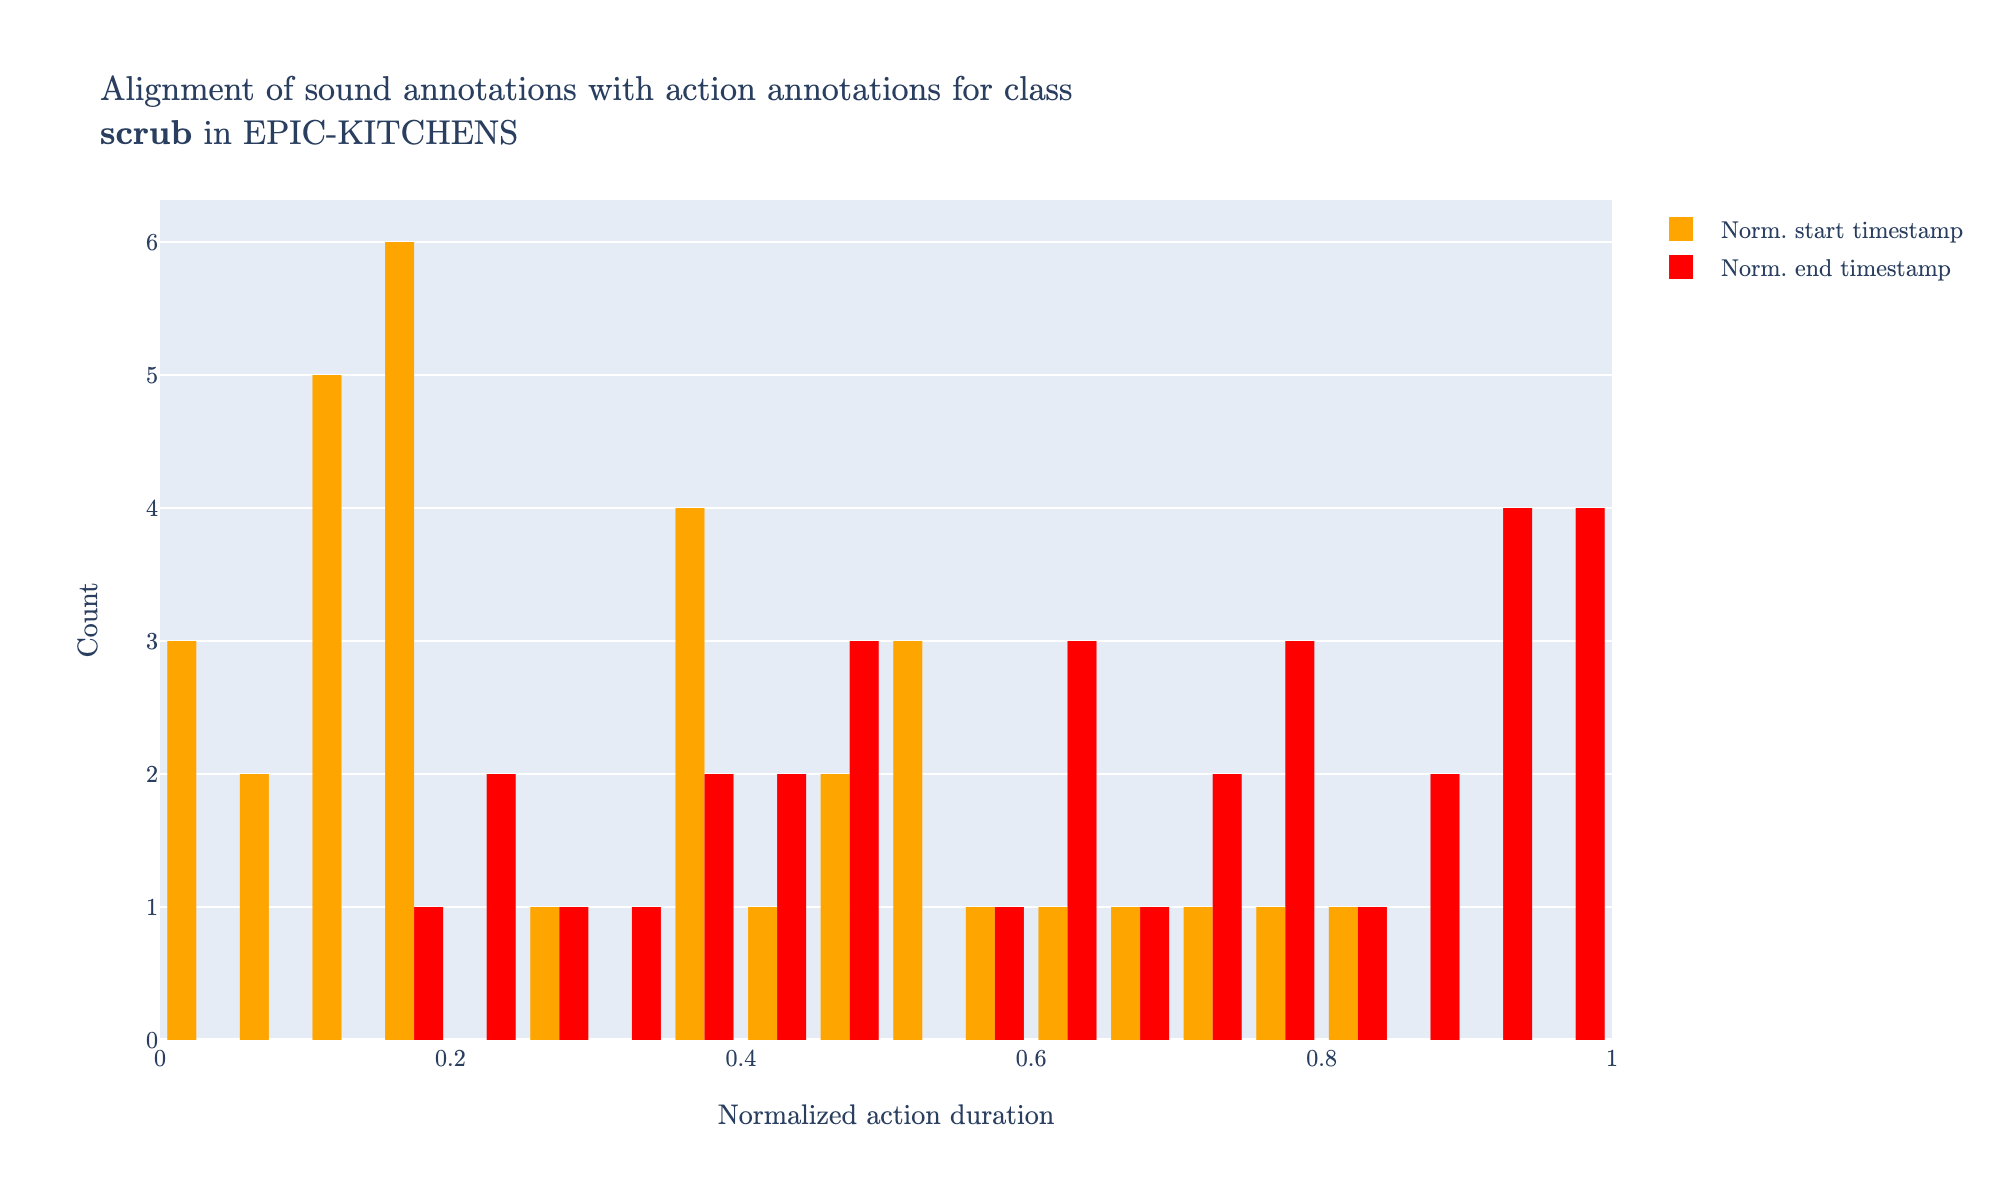 Alignment of sound annotations with action annotations for class
scrub in EPIC-KITCHENS
Norm. start timestamp
Norm. end timestamp
6
5
4
3
2
1
0
Count
0 0.2 0.4 0.6 0.8 1
Normalized action duration